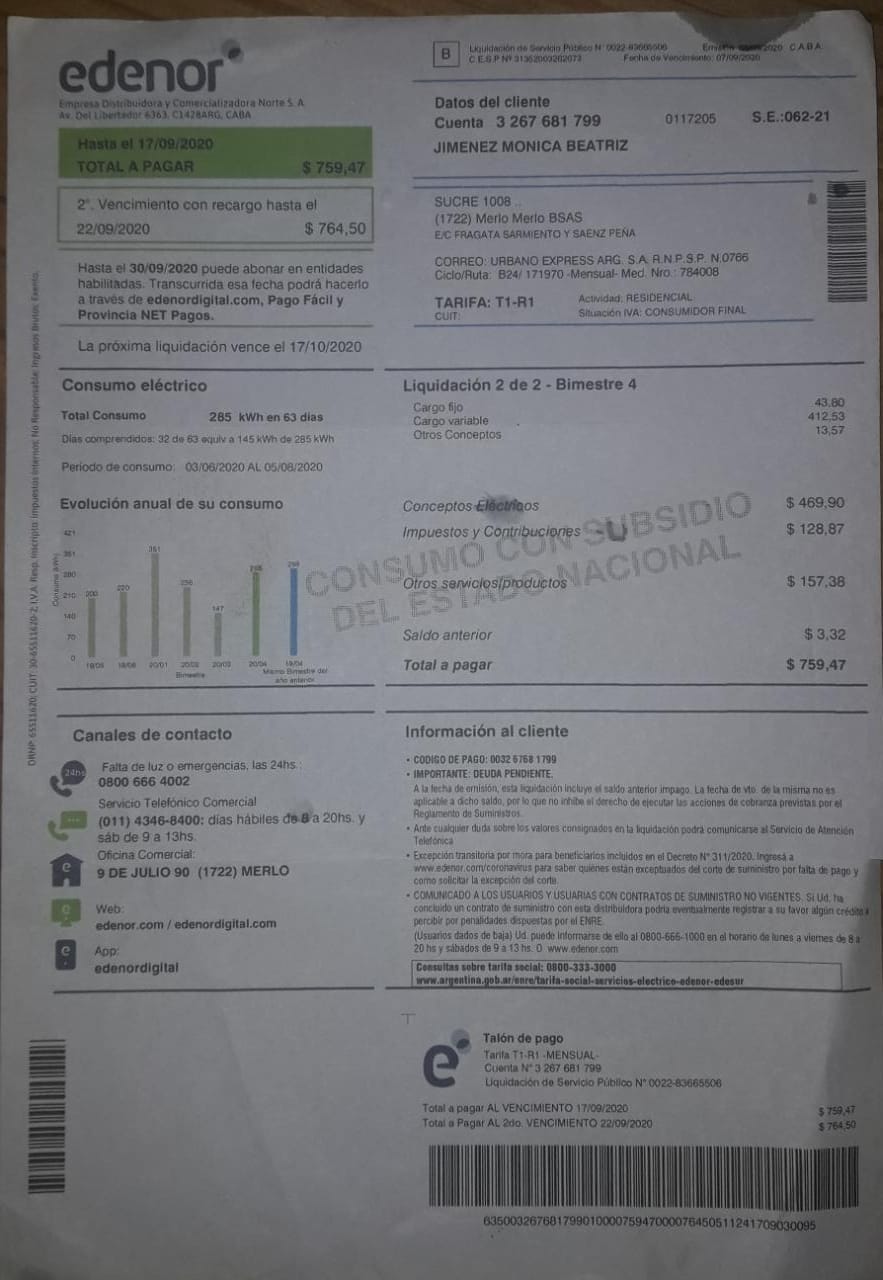 edenor
Empresa Distribuidora y Comercializadora Norte S. A.
Av. Del Libertador 6363, C1428ARG, CABA
B
Liquidación de Servicio Público N° 0022-83665506
2020 C.A.B.A.
C.E.S.P Nº
Fecha de Vencimiento: 07/09/2020
Hasta el 17/09/2020
TOTAL A PAGAR $ 759,47
2°. Vencimiento con recargo hasta el
22/09/2020 $ 764,50
Hasta el 30/09/2020 puede abonar en entidades
habilitadas. Transcurrida esa fecha podrá hacerlo
a través de edenordigital.com, Pago Fácil y
Provincia NET Pagos.
La próxima liquidación vence el 17/10/2020
Datos del cliente
Cuenta 3 267 681 799 0117205 S.E.:062-21
JIMENEZ MONICA BEATRIZ
SUCRE 1008 ..
(1722) Merlo Merlo BSAS
E/C FRAGATA SARMIENTO Y SAENZ PEÑA
CORREO: URBANO EXPRESS ARG. S.A. R.N.P.S.P. N.0766
Ciclo/Ruta: B24/ 171970 -Mensual- Med. Nro.: 784008
TARIFA: T1-R1 Actividad: RESIDENCIAL
CUIT: Situación IVA: CONSUMIDOR FINAL
Consumo eléctrico
Total Consumo 285 kWh en 63 días
Días comprendidos: 32 de 63 equiv a 145 kWh de 285 kWh
Periodo de consumo: 03/06/2020 AL 05/08/2020
Evolución anual de su consumo
Consumo (kWh)
421
351
280
210
140
70
0
200
220
351
236
147
285
19/05
19/06
20/01
20/02
20/03
20/04
19/04
Bimestre
Mismo Bimestre del
año anterior
Liquidación 2 de 2 - Bimestre 4
Cargo fijo 43,80
Cargo variable 412,53
Otros Conceptos 13,57
Conceptos Eléctricos $ 469,90
Impuestos y Contribuciones $ 128,87
Otros servicios/productos $ 157,38
Saldo anterior $ 3,32
Total a pagar $ 759,47
CONSUMO CON SUBSIDIO
DEL ESTADO NACIONAL
Canales de contacto
24hs
Falta de luz o emergencias, las 24hs.:
0800 666 4002
Servicio Telefónico Comercial
(011) 4346-8400: días hábiles de 8 a 20hs. y
sáb de 9 a 13hs.
Oficina Comercial:
9 DE JULIO 90 (1722) MERLO
Web:
edenor.com / edenordigital.com
App:
edenordigital
Información al cliente
• CODIGO DE PAGO: 0032 6768 1799
• IMPORTANTE: DEUDA PENDIENTE.
A la fecha de emisión, esta liquidación incluye el saldo anterior impago. La fecha de vto. de la misma no es
aplicable a dicho saldo, por lo que no inhibe el derecho de ejecutar las acciones de cobranza previstas por el
Reglamento de Suministros.
• Ante cualquier duda sobre los valores consignados en la liquidación podrá comunicarse al Servicio de Atención
Telefónica
• Excepción transitoria por mora para beneficiarios incluidos en el Decreto N° 311/2020. Ingresá a
www.edenor.com/coronavirus para saber quiénes están exceptuados del corte de suministro por falta de pago y
como solicitar la excepción del corte.
• COMUNICADO A LOS USUARIOS Y USUARIAS CON CONTRATOS DE SUMINISTRO NO VIGENTES. Si Ud. ha
concluido un contrato de suministro con esta distribuidora podría eventualmente registrar a su favor algún crédito a
percibir por penalidades dispuestas por el ENRE.
(Usuarios dados de baja) Ud. puede informarse de ello al 0800-666-1000 en el horario de lunes a viernes de 8 a
20 hs y sábados de 9 a 13 hs. O www.edenor.com
Consultas sobre tarifa social: 0800-333-3000
www.argentina.gob.ar/enre/tarifa-social-servicios-electrico-edenor-edesur
DRNP: 65511620; CUIT: 30-65511620-2; I.V.A. Resp. Inscripto; Impuestos Internos: No Responsable; Ingresos Brutos: Exento.
Talón de pago
Tarifa T1-R1 -MENSUAL-
Cuenta N° 3 267 681 799
Liquidación de Servicio Público N° 0022-83665506
Total a pagar AL VENCIMIENTO 17/09/2020 $ 759,47
Total a Pagar AL 2do. VENCIMIENTO 22/09/2020 $ 764,50